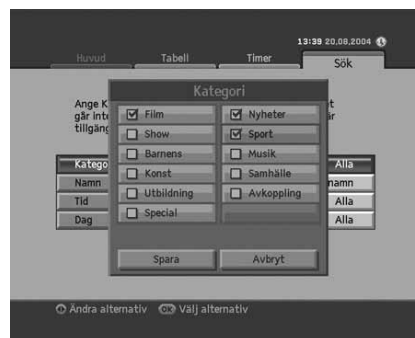 13:39 20,08,2004
Huvud Tabell Timer Sök
Kategori
Ange K
går inte
tillgäng
Film Nyheter
Show Sport
Barnens Musik
Konst Samhälle
Utbildning Avkoppling
Special
Katego Alla
Namn namn
Tid Alla
Dag Alla
Spara Avbryt
Ändra alternativ OK Välj alternativ